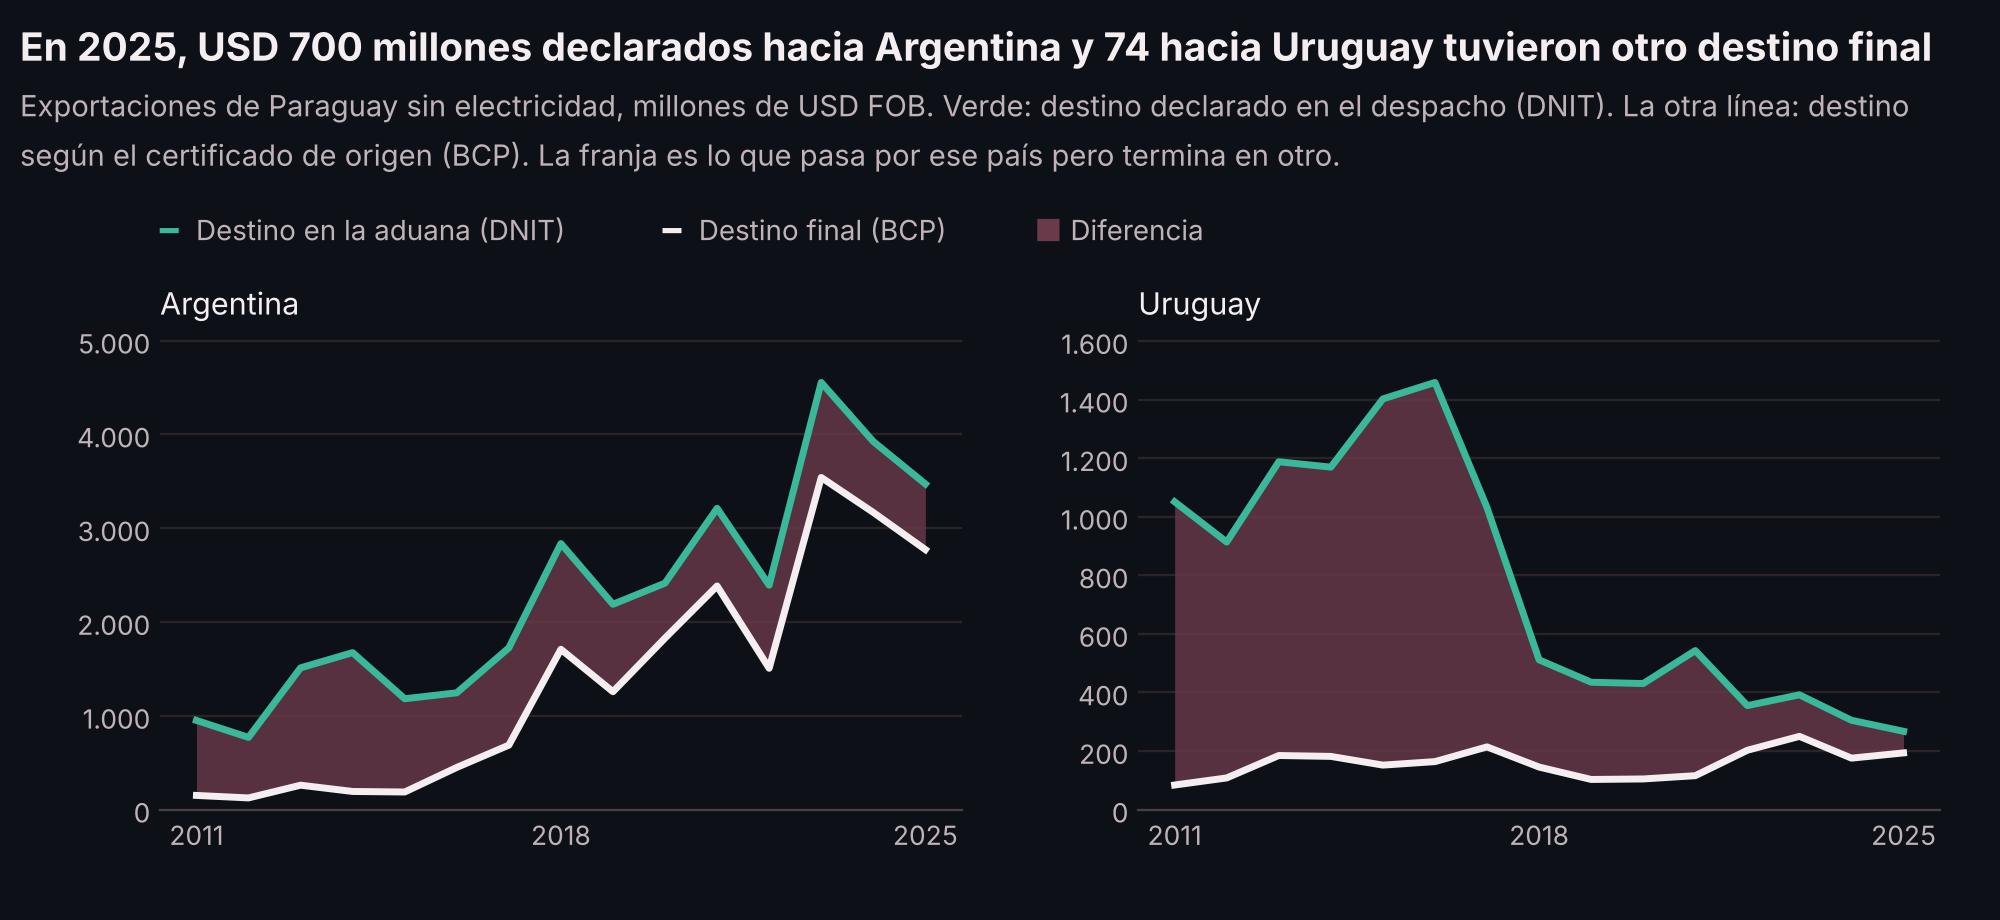 En 2025, USD 700 millones declarados hacia Argentina y 74 hacia Uruguay tuvieron otro destino final
Exportaciones de Paraguay sin electricidad, millones de USD FOB. Verde: destino declarado en el despacho (DNIT). La otra línea: destino
según el certificado de origen (BCP). La franja es lo que pasa por ese país pero termina en otro.
Destino en la aduana (DNIT) Destino final (BCP) Diferencia
Argentina
5.000
4.000
3.000
2.000
1.000
0
2011 2018 2025
Uruguay
1.600
1.400
1.200
1.000
800
600
400
200
0
2011 2018 2025